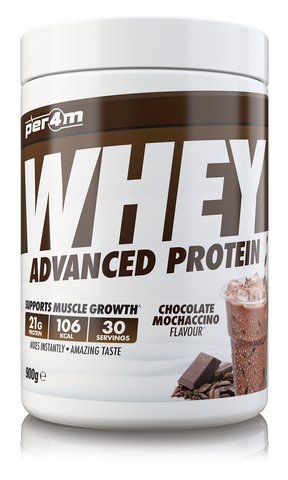 per4m
WHEY
ADVANCED PROTEIN
SUPPORTS MUSCLE GROWTH^
21G
PROTEIN
106
KCAL
30
SERVINGS
MIXES INSTANTLY • AMAZING TASTE
900g℮
CHOCOLATE
MOCHACCINO
FLAVOUR